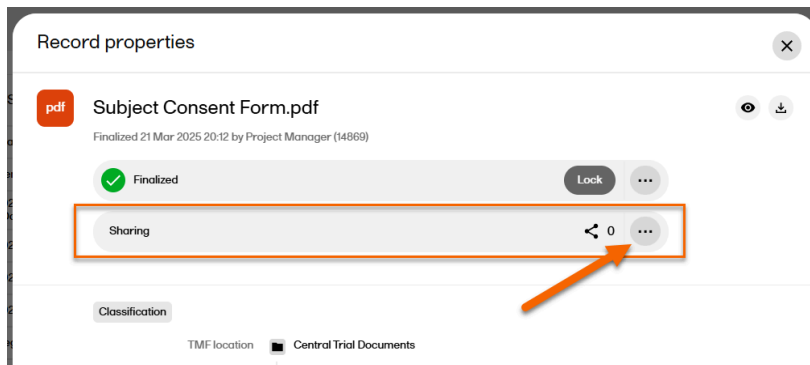 Record properties
pdf
Subject Consent Form.pdf
Finalized 21 Mar 2025 20:12 by Project Manager (14869)
Finalized
Lock
Sharing
0
Classification
TMF location
Central Trial Documents